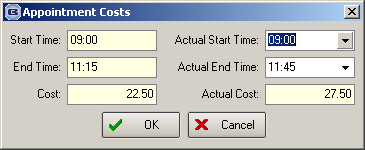 Appointment Costs
Start Time: 09:00 Actual Start Time: 09:00
End Time: 11:15 Actual End Time: 11:45
Cost: 22.50 Actual Cost: 27.50
OK Cancel